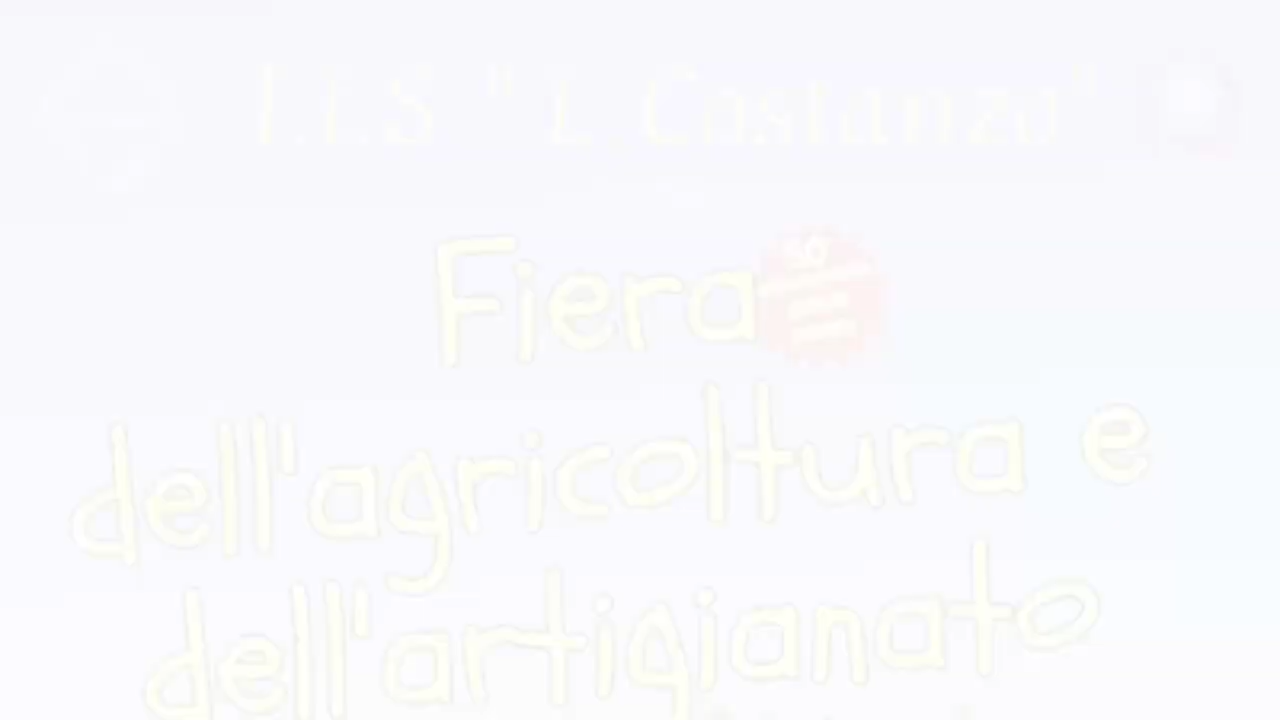 I.I.S " L. Costanzo"
Fiera
dell'agricoltura e
dell'artigianato